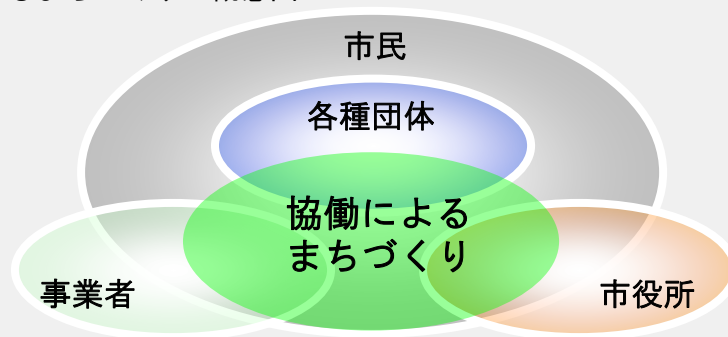 市民
各種団体
協働による
まちづくり
事業者
市役所